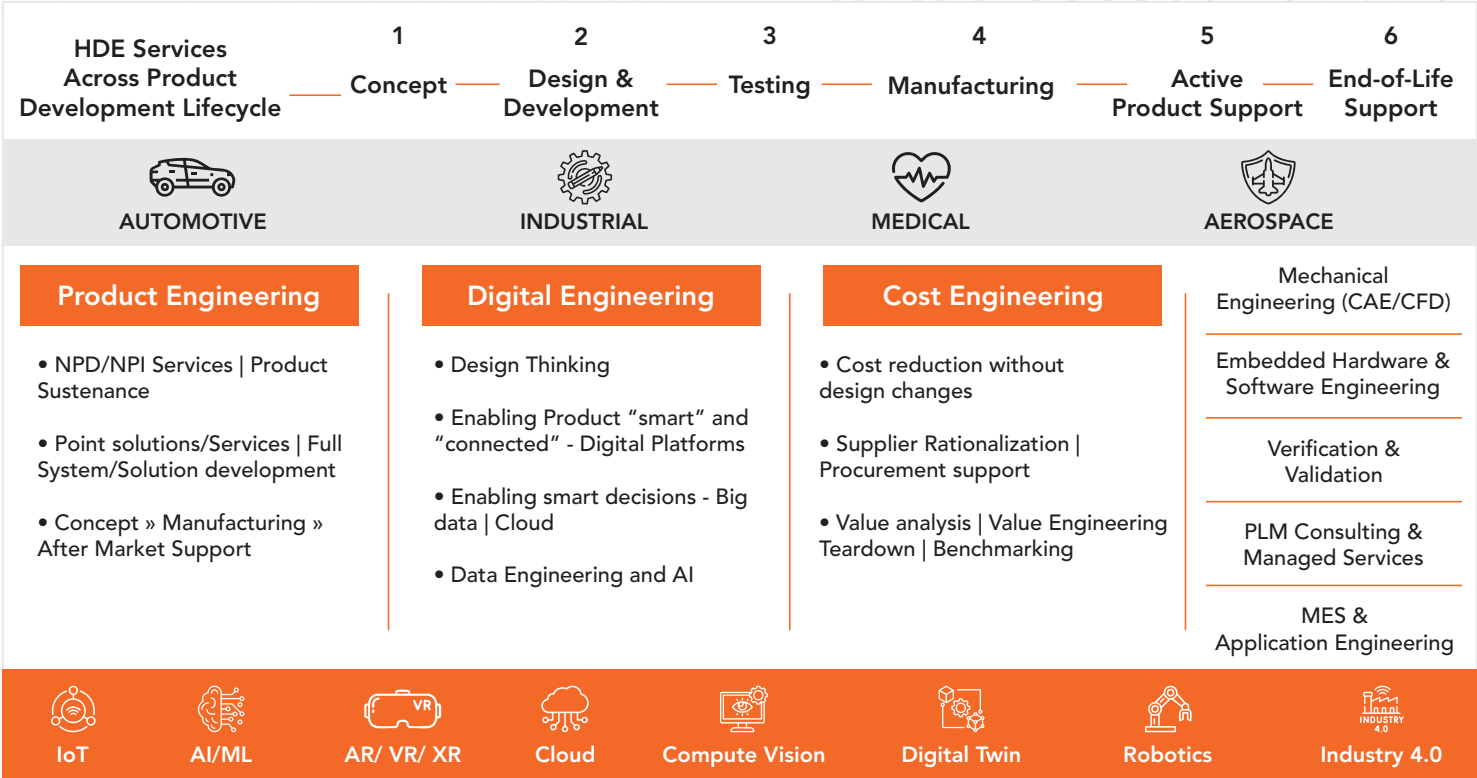 HDE Services
Across Product
Development Lifecycle
1
Concept
2
Design &
Development
3
Testing
4
Manufacturing
5
Active
Product Support
6
End-of-Life
Support
AUTOMOTIVE
INDUSTRIAL
MEDICAL
AEROSPACE
Product Engineering
• NPD/NPI Services | Product
Sustenance
• Point solutions/Services | Full
System/Solution development
• Concept » Manufacturing »
After Market Support
Digital Engineering
• Design Thinking
• Enabling Product “smart” and
“connected” - Digital Platforms
• Enabling smart decisions - Big
data | Cloud
• Data Engineering and AI
Cost Engineering
• Cost reduction without
design changes
• Supplier Rationalization |
Procurement support
• Value analysis | Value Engineering
Teardown | Benchmarking
Mechanical
Engineering (CAE/CFD)
Embedded Hardware &
Software Engineering
Verification &
Validation
PLM Consulting &
Managed Services
MES &
Application Engineering
IoT
AI/ML
VR
AR/ VR/ XR
Cloud
Compute Vision
Digital Twin
Robotics
INDUSTRY
4.0
Industry 4.0